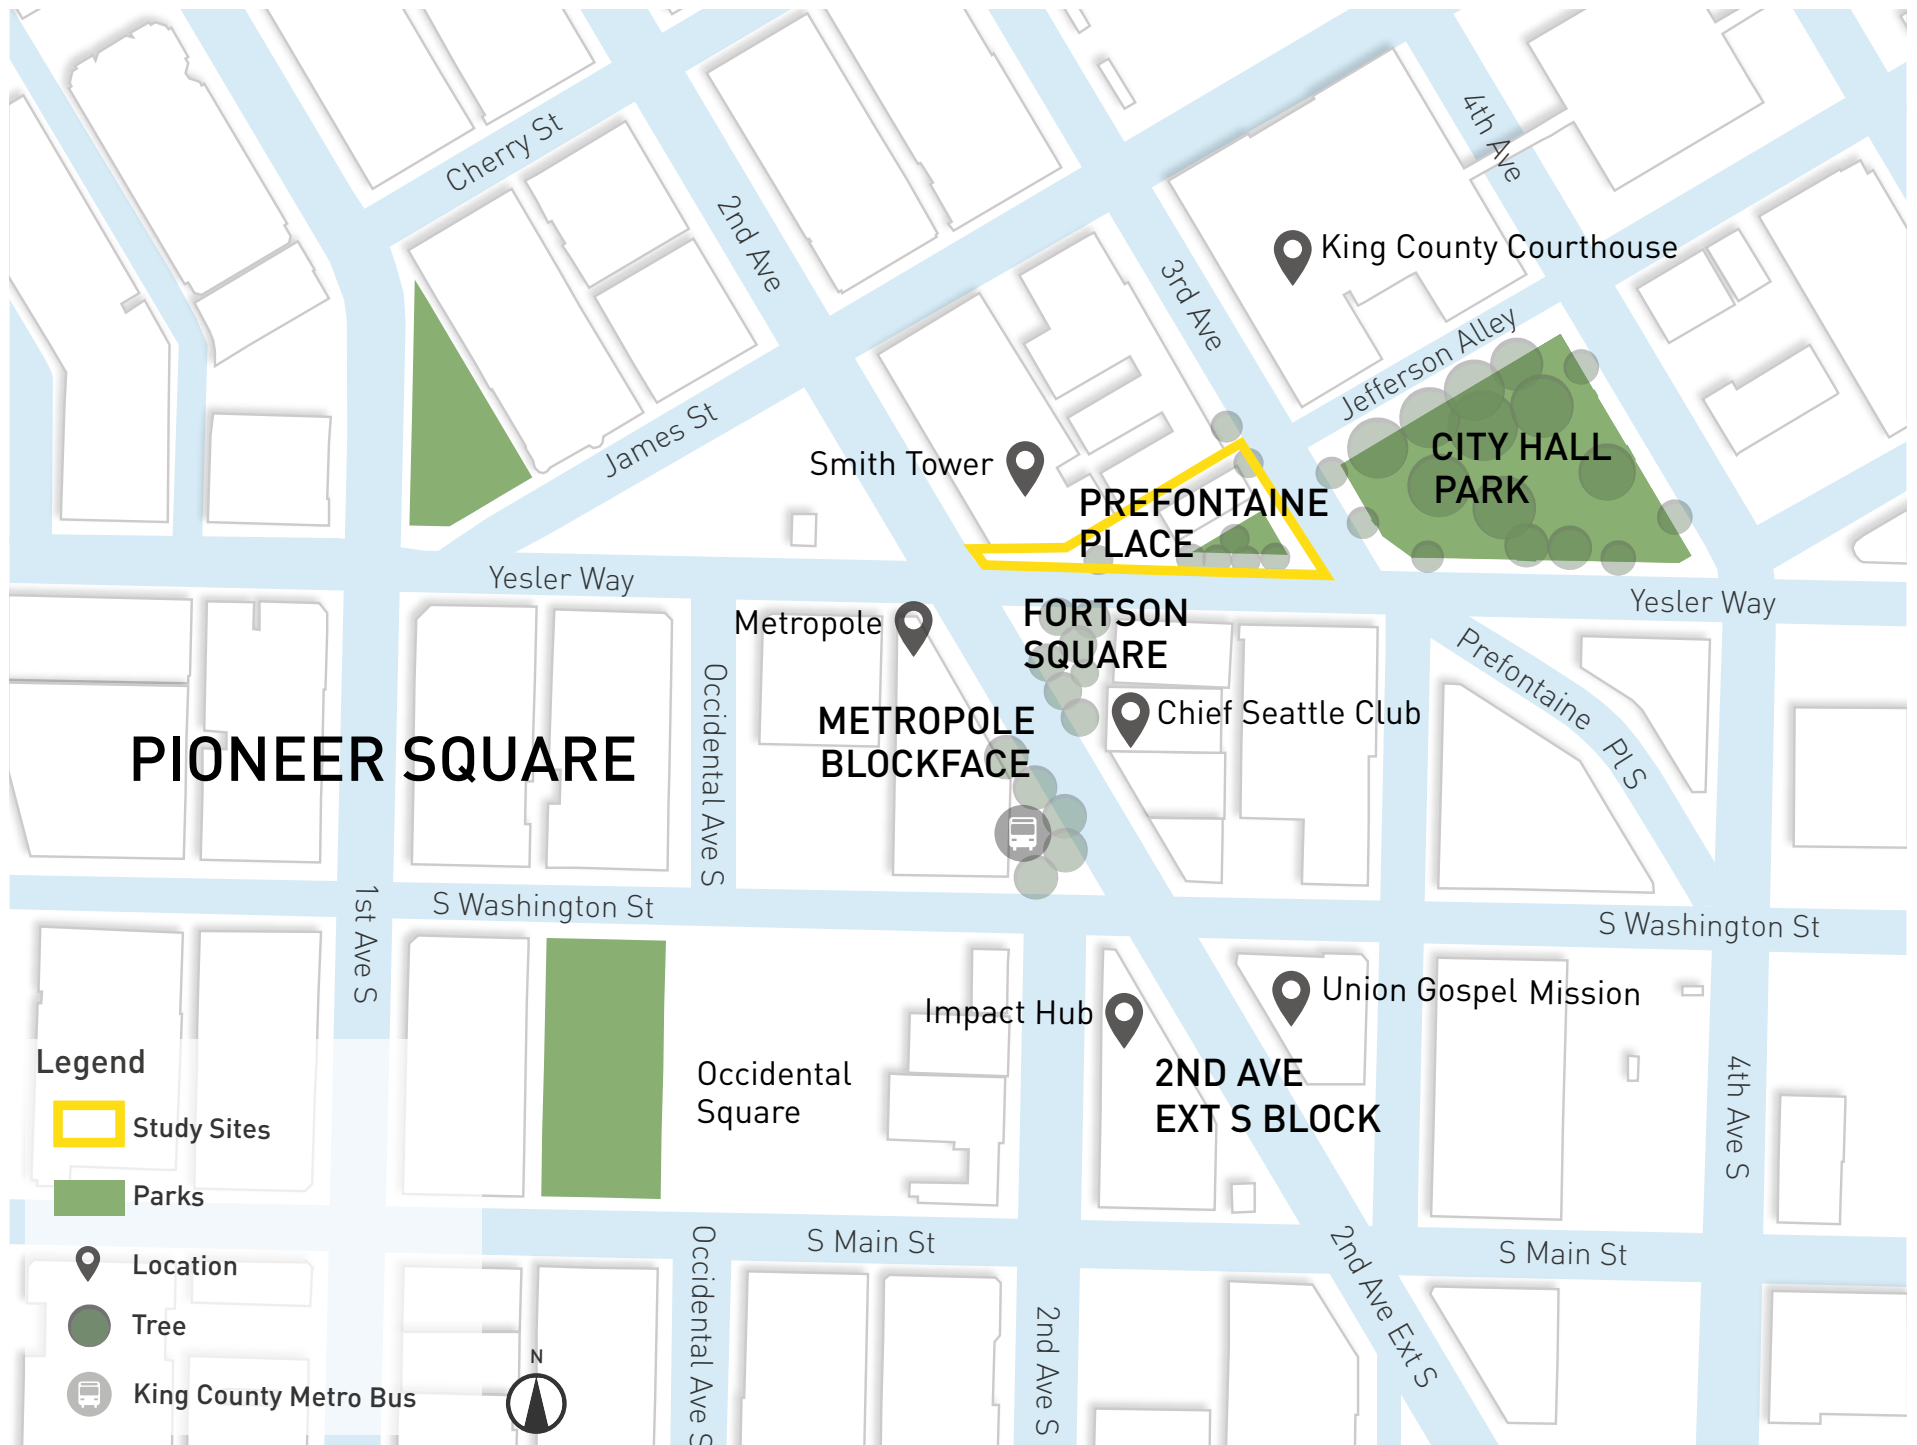 Cherry St
2nd Ave
4th Ave
King County Courthouse
3rd Ave
Jefferson Alley
James St
Smith Tower
CITY HALL
PARK
PREFONTAINE
PLACE
Yesler Way
Yesler Way
Metropole
FORTSON
SQUARE
Prefontaine Pl S
Occidental Ave S
METROPOLE
BLOCKFACE
Chief Seattle Club
PIONEER SQUARE
1st Ave S
S Washington St
S Washington St
Impact Hub
Union Gospel Mission
Occidental
Square
2ND AVE
EXT S BLOCK
4th Ave S
S Main St
S Main St
Occidental Ave S
2nd Ave S
2nd Ave Ext S
Legend
Study Sites
Parks
Location
Tree
King County Metro Bus
N